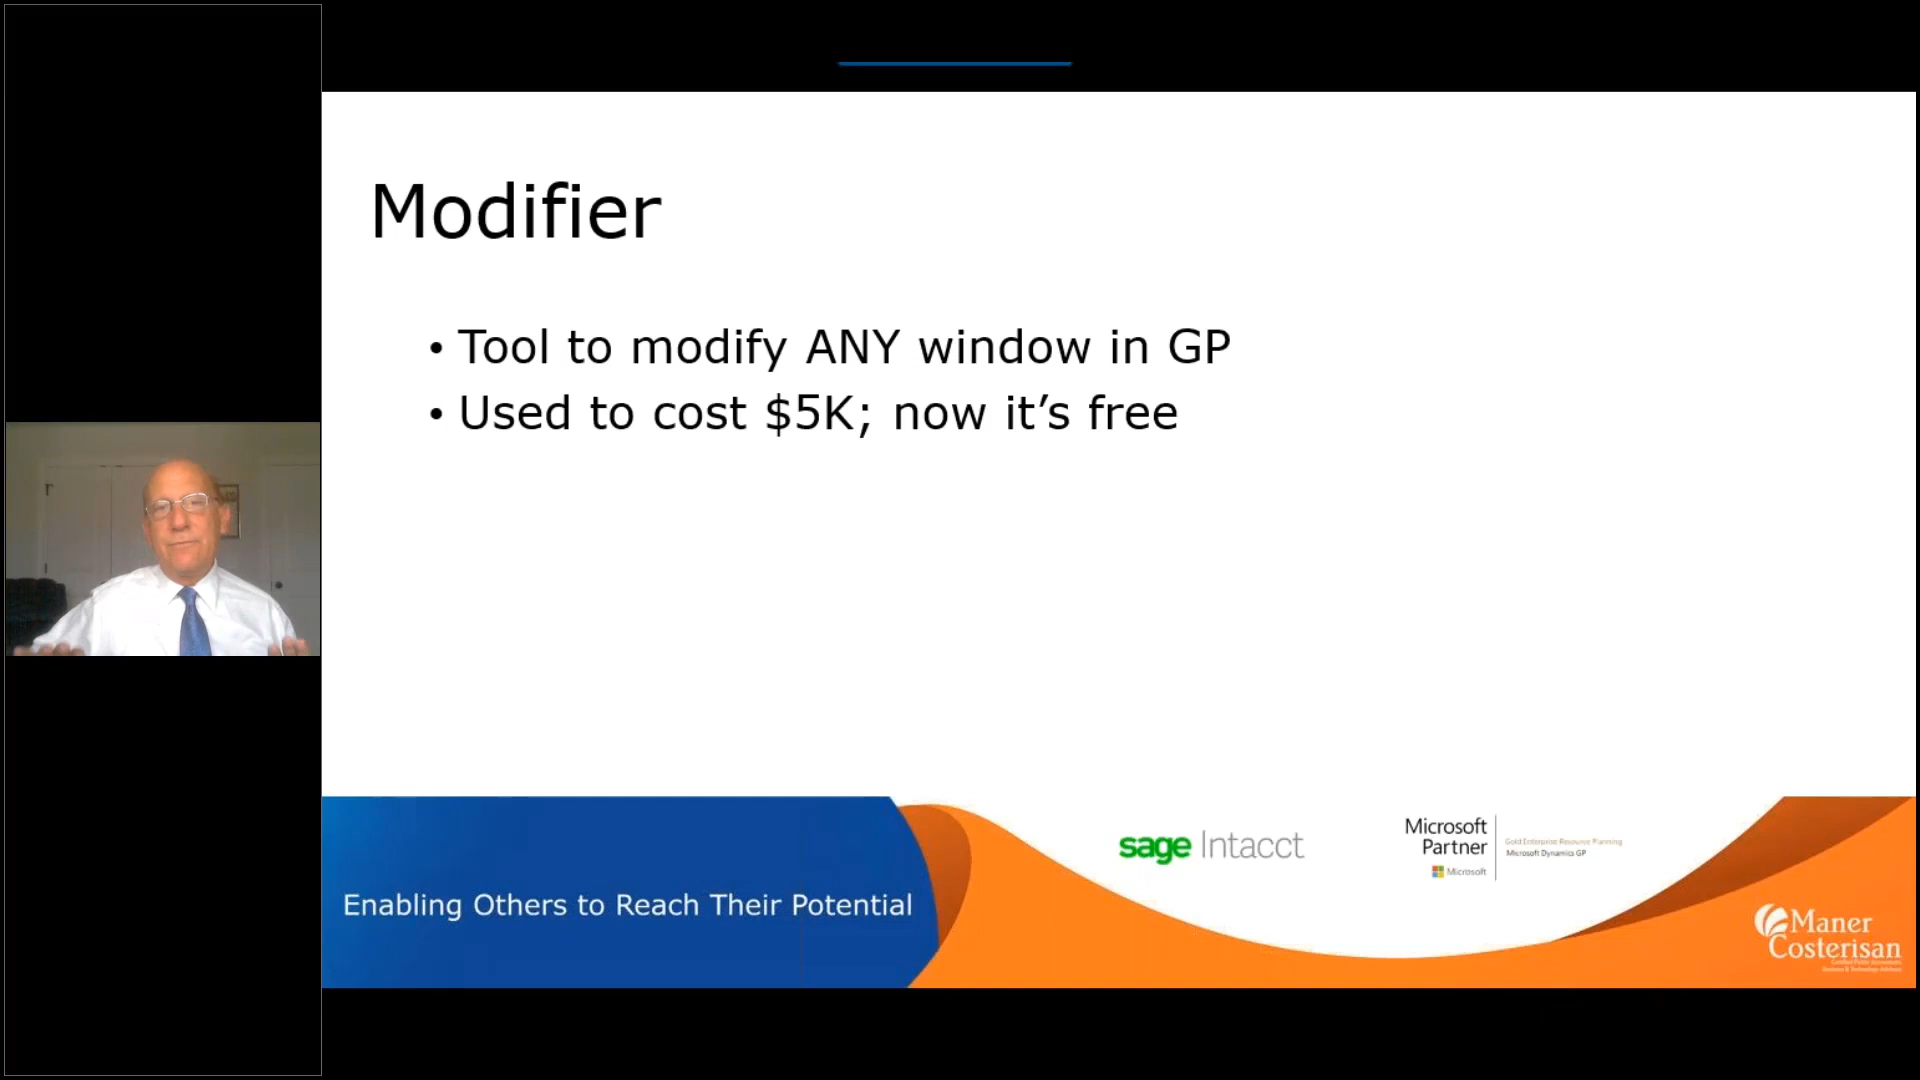 Modifier
• Tool to modify ANY window in GP
• Used to cost $5K; now it’s free
Enabling Others to Reach Their Potential
sage Intacct
Microsoft
Partner
Microsoft
Gold Enterprise Resource Planning
Microsoft Dynamics GP
Maner
Costerisan